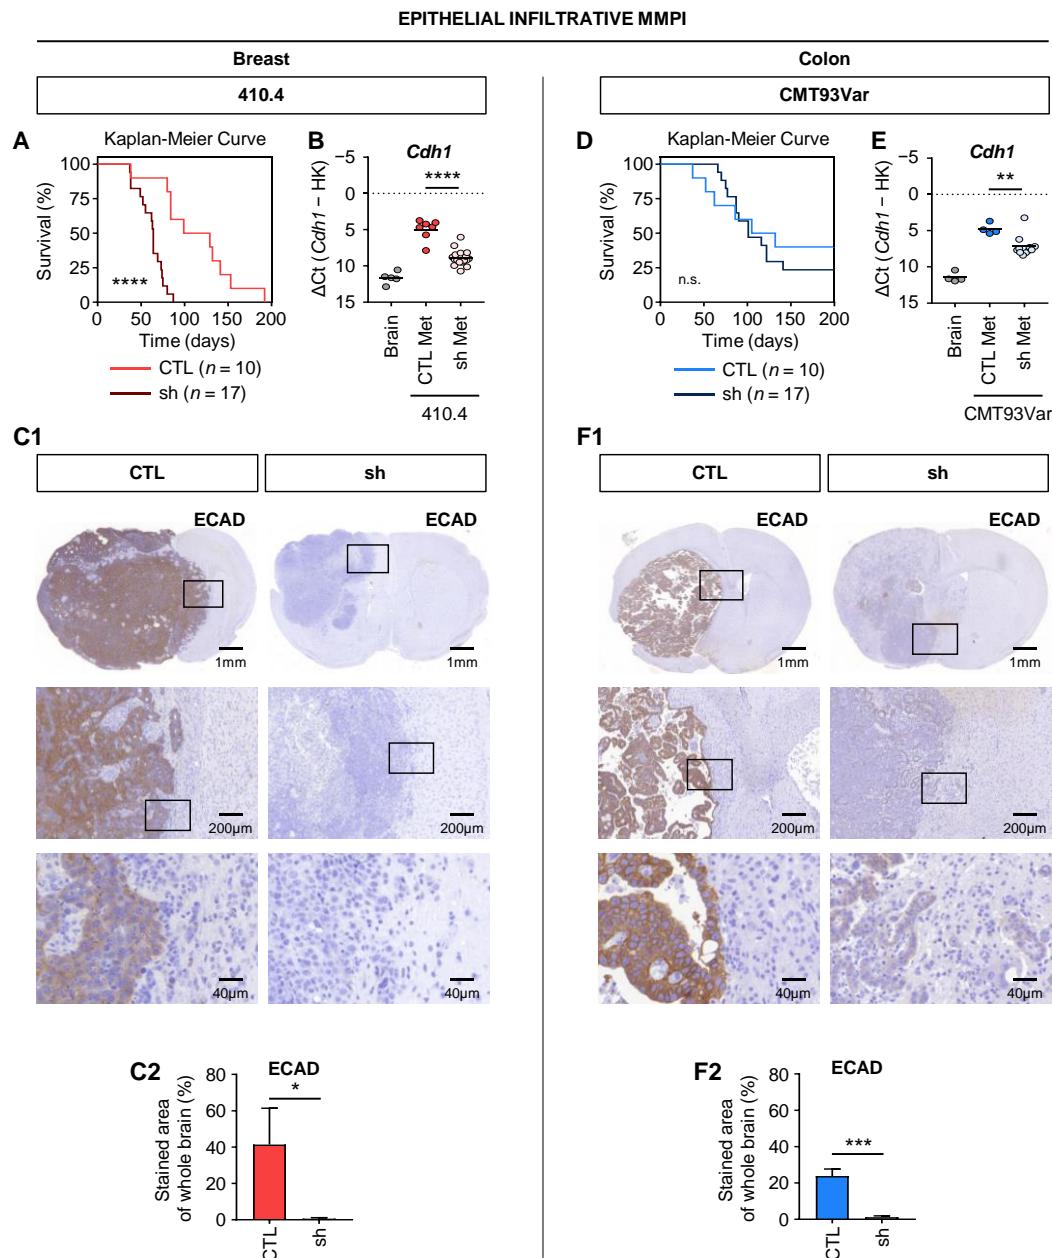 EPITHELIAL INFILTRATIVE MMPI
Breast
410.4
A
Kaplan-Meier Curve
Survival (%)
100
75
50
25
0
****
0
50
100
150
200
Time (days)
CTL (n = 10)
sh (n = 17)
B
Cdh1
ΔCt (Cdh1 − HK)
−5
0
5
10
15
****
Brain
CTL Met
sh Met
410.4
C1
CTL
sh
ECAD
ECAD
1mm
1mm
200µm
200µm
40µm
40µm
C2
ECAD
Stained area
of whole brain (%)
80
60
40
20
0
*
CTL
sh
Colon
CMT93Var
D
Kaplan-Meier Curve
Survival (%)
100
75
50
25
0
n.s.
0
50
100
150
200
Time (days)
CTL (n = 10)
sh (n = 17)
E
Cdh1
ΔCt (Cdh1 − HK)
−5
0
5
10
15
**
Brain
CTL Met
sh Met
CMT93Var
F1
CTL
sh
ECAD
ECAD
1mm
1mm
200µm
200µm
40µm
40µm
F2
ECAD
Stained area
of whole brain (%)
80
60
40
20
0
***
CTL
sh